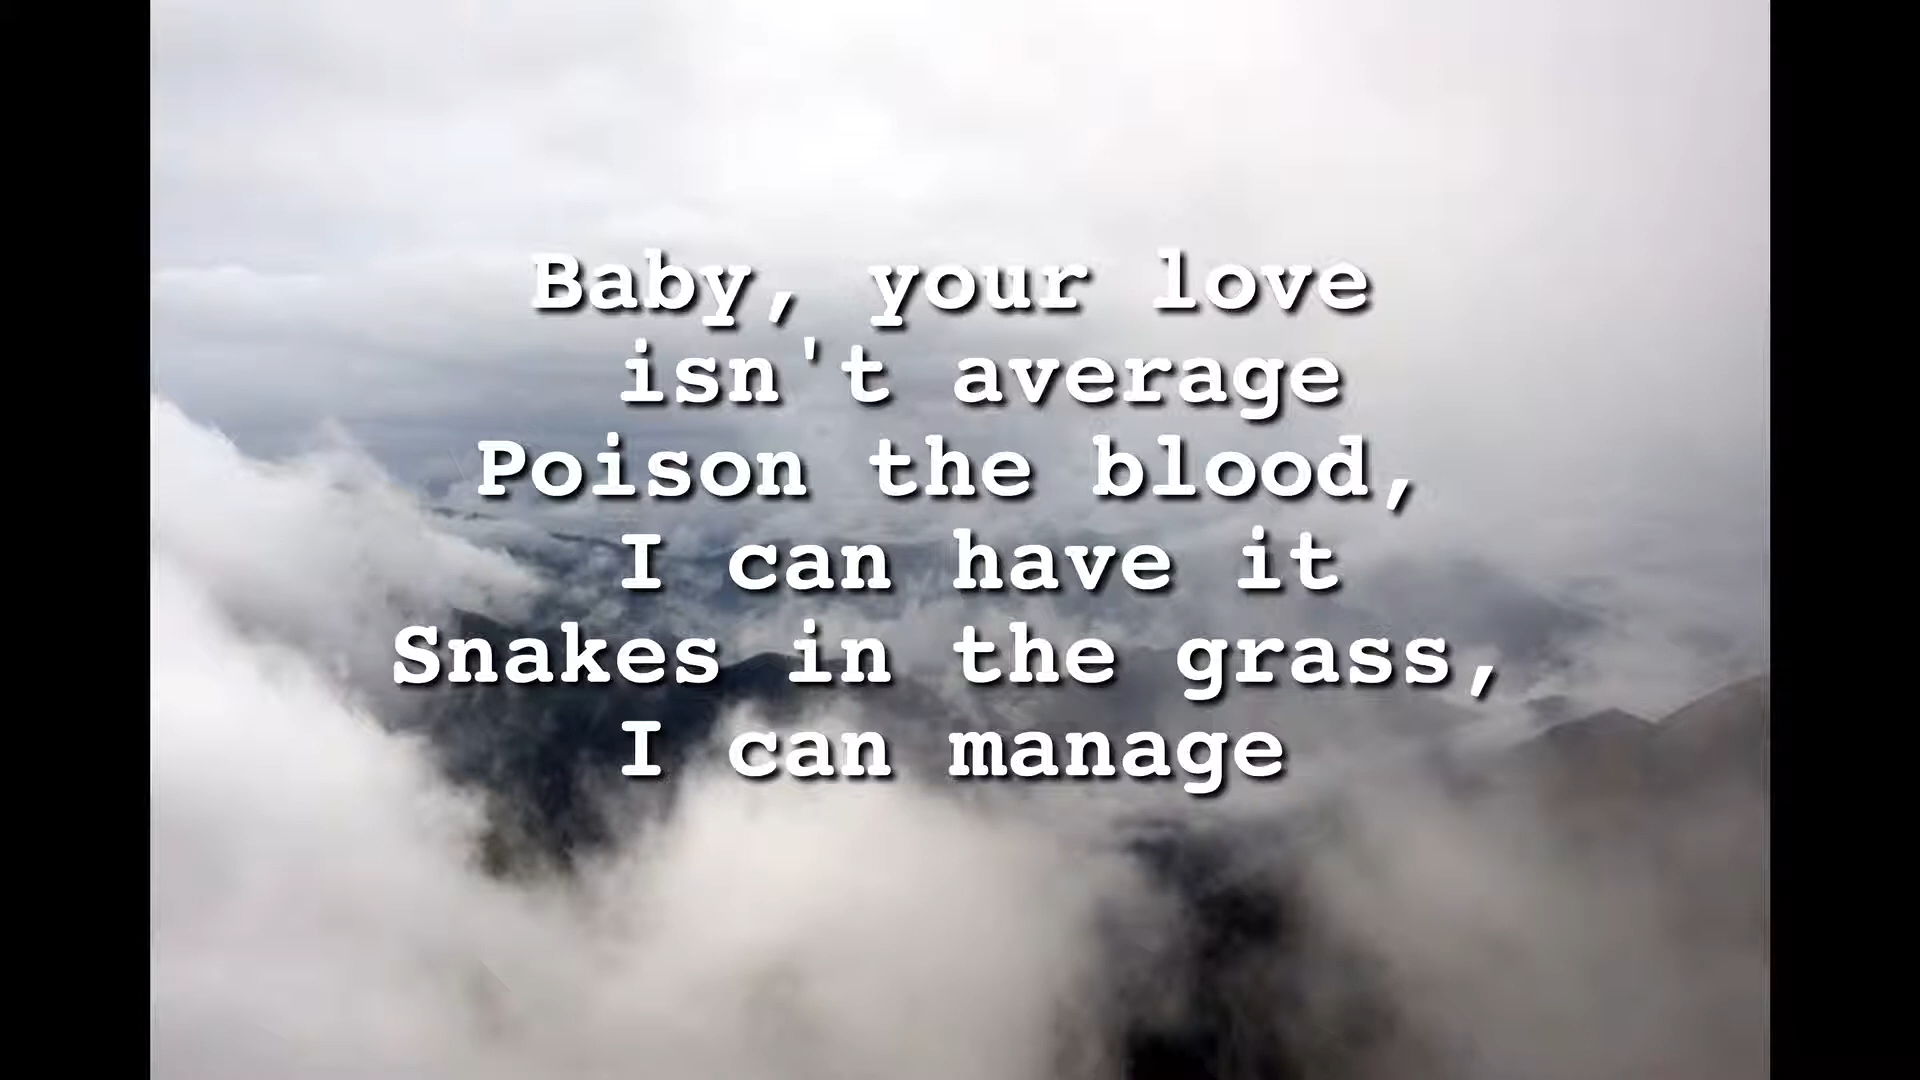 Baby, your love
isn't average
Poison the blood,
I can have it
Snakes in the grass,
I can manage